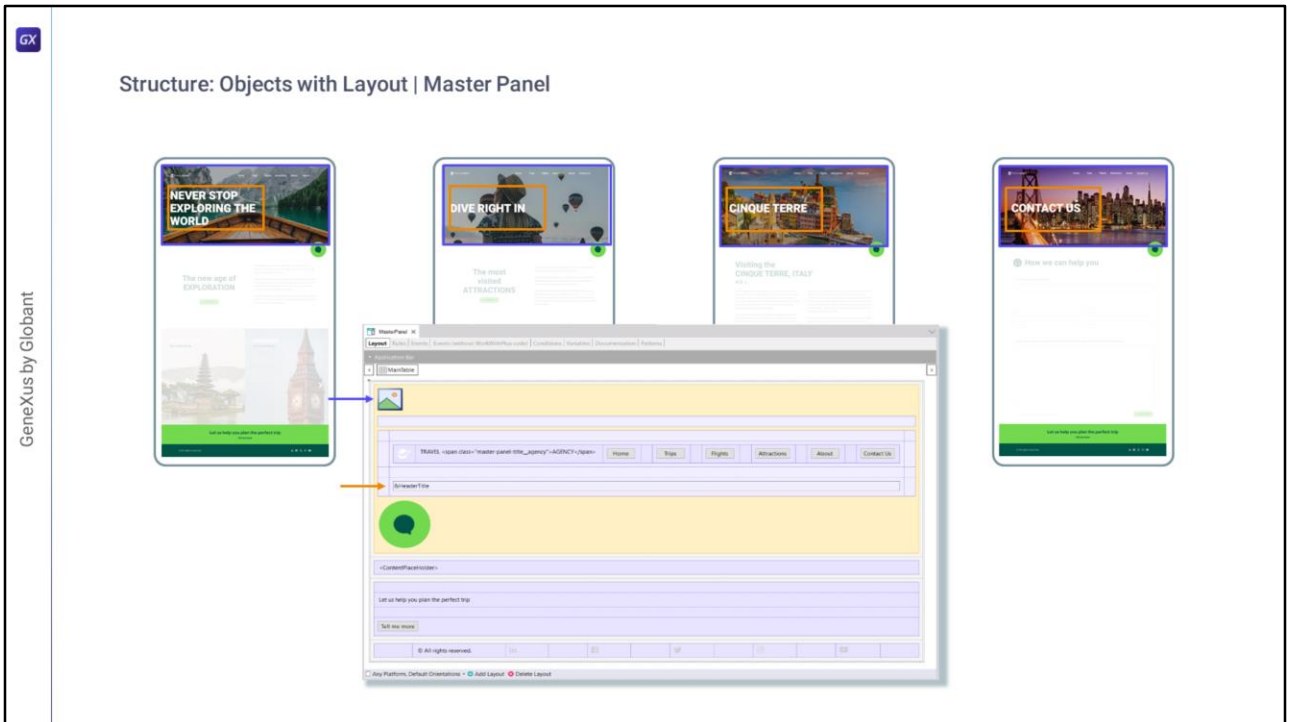 GX
Structure: Objects with Layout | Master Panel
GeneXus by Globant
NEVER STOP
EXPLORING THE
WORLD
The new age of
EXPLORATION
Let us help you plan the perfect trip
DIVE RIGHT IN
The most
visited
ATTRACTIONS
CINQUE TERRE
Visiting the
CINQUE TERRE, ITALY
CONTACT US
How we can help you
Let us help you plan the perfect trip
MasterPanel
Layout Rules Events Conditions Variables Documentation Patterns
Application Bar
MainTable
TRAVEL <span class="master-panel-title__agency">AGENCY</span> Home Trips Flights Attractions About Contact Us
&HeaderTitle
<ContentPlaceHolder>
Let us help you plan the perfect trip
Tell me more
© All rights reserved.
Any Platform, Default Orientations Add Layout Delete Layout